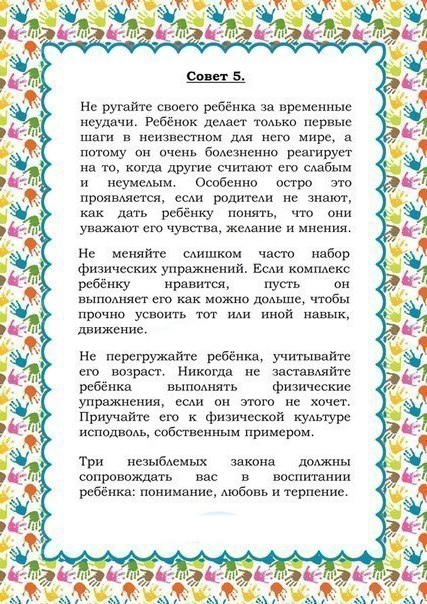 Совет 5.
Не ругайте своего ребёнка за временные
неудачи. Ребёнок делает только первые
шаги в неизвестном для него мире, а
потому он очень болезненно реагирует
на то, когда другие считают его слабым
и неумелым. Особенно остро это
проявляется, если родители не знают,
как дать ребёнку понять, что они
уважают его чувства, желание и мнения.
Не меняйте слишком часто набор
физических упражнений. Если комплекс
ребёнку нравится, пусть он
выполняет его как можно дольше, чтобы
прочно усвоить тот или иной навык,
движение.
Не перегружайте ребёнка, учитывайте
его возраст. Никогда не заставляйте
ребёнка выполнять физические
упражнения, если он этого не хочет.
Приучайте его к физической культуре
исподволь, собственным примером.
Три незыблемых закона должны
сопровождать вас в воспитании
ребёнка: понимание, любовь и терпение.